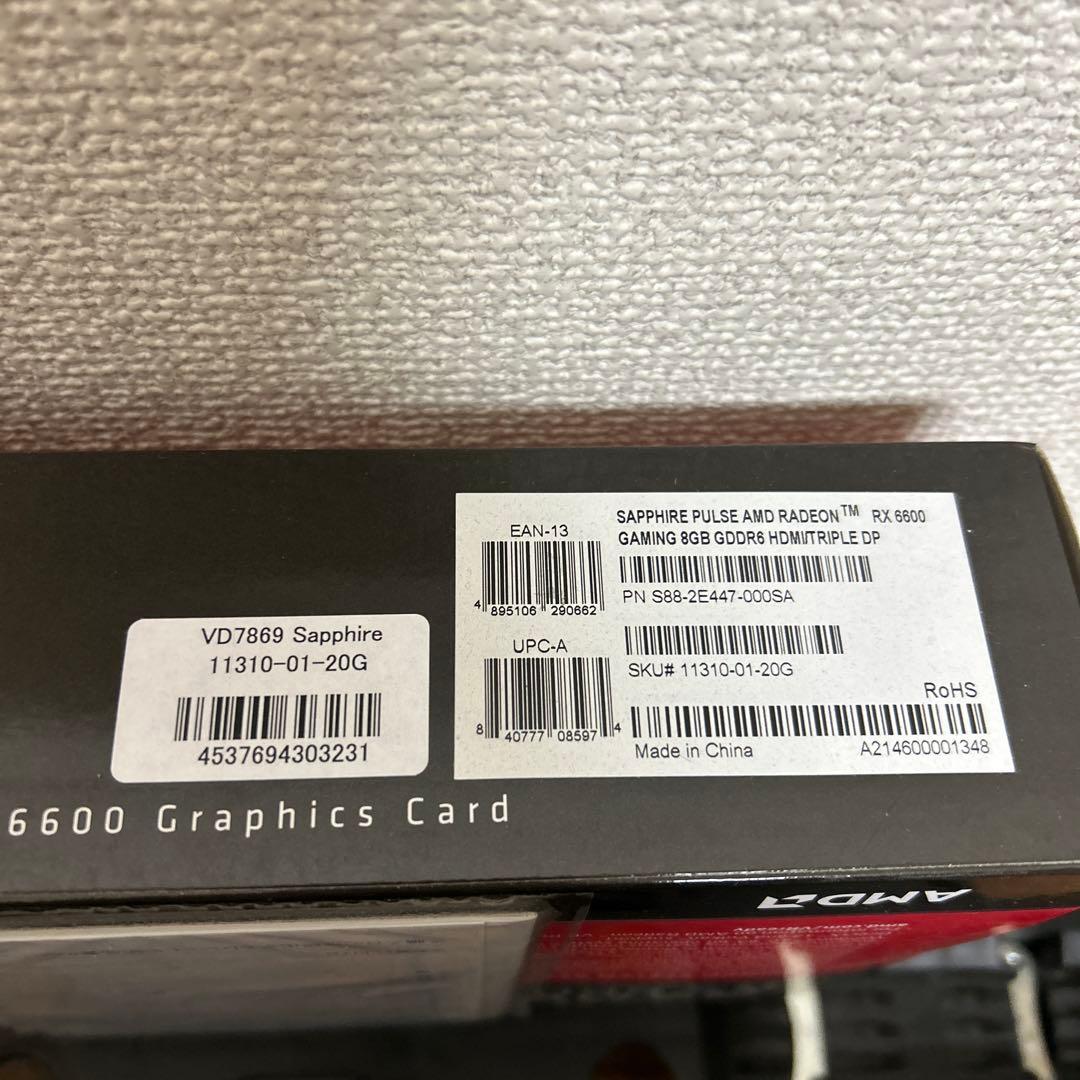 VD7869 Sapphire
11310-01-20G
4537694303231
EAN-13
4 895106 290662
UPC-A
8 40777 08597 4
SAPPHIRE PULSE AMD RADEON™ RX 6600
GAMING 8GB GDDR6 HDMI/TRIPLE DP
PN S88-2E447-000SA
SKU# 11310-01-20G
RoHS
Made in China
A214600001348
6600 Graphics Card
AMD